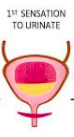 1ST SENSATION
TO URINATE